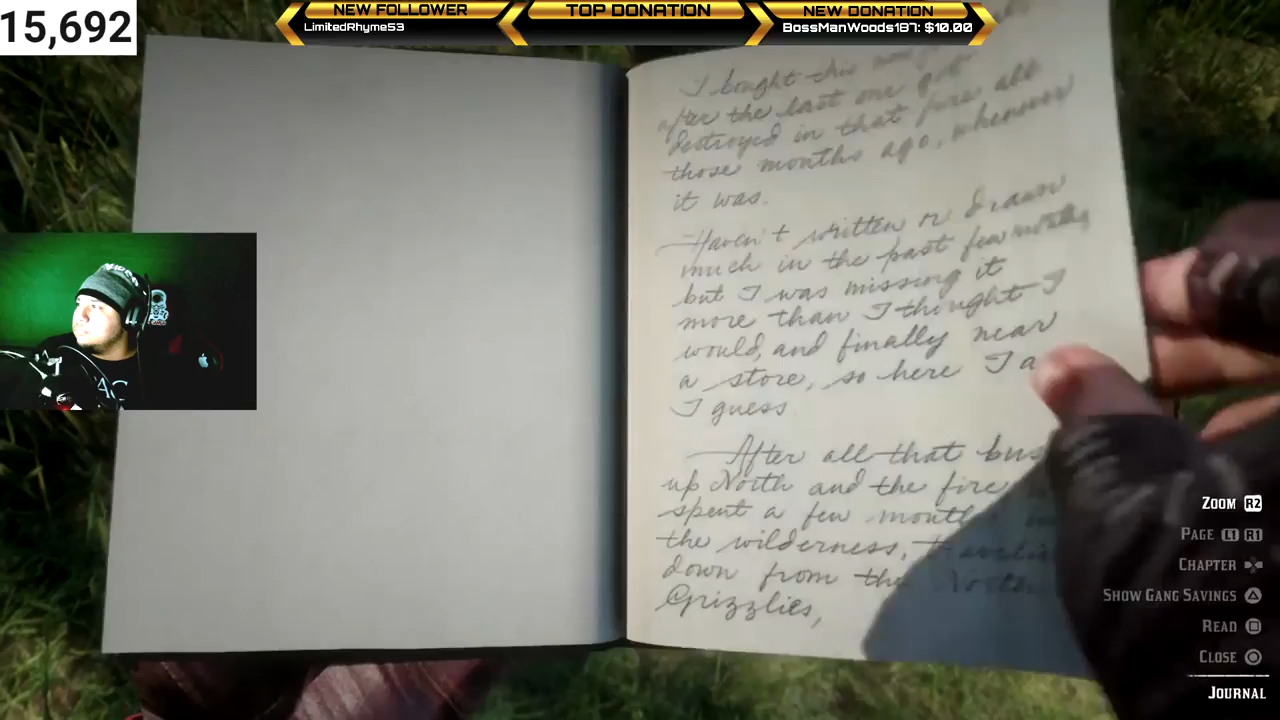 15,692
NEW FOLLOWER
LimitedRhyme53
TOP DONATION
NEW DONATION
BossManWoods187: $10.00
I bought this
after the last one got
destroyed in that fire all
those months ago, whenever
it was.
Haven't written or drawn
much in the past few months,
but I was missing it
more than I thought I
would, and finally near
a store, so here I a
I guess
After all that bus
up North and the fire
spent a few months in
the wilderness, travelin
down from the Northe
Grizzlies,
ZOOM R2
PAGE L1 R1
CHAPTER
SHOW GANG SAVINGS
READ
CLOSE
JOURNAL